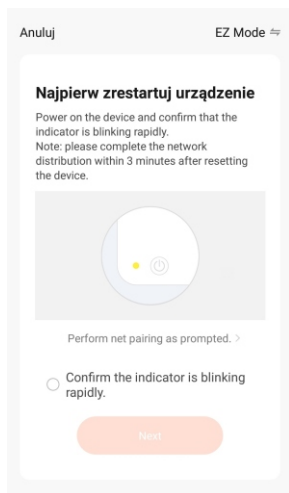 Anuluj
EZ Mode ⇋
Najpierw zrestartuj urządzenie
Power on the device and confirm that the
indicator is blinking rapidly.
Note: please complete the network
distribution within 3 minutes after resetting
the device.
Perform net pairing as prompted. >
Confirm the indicator is blinking
rapidly.
Next